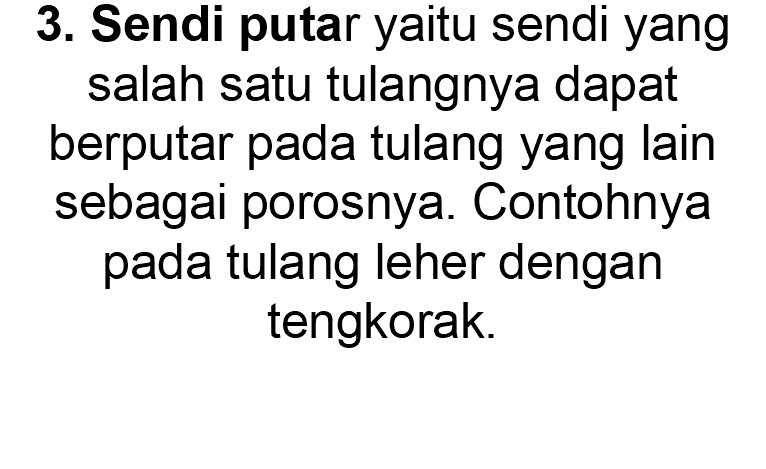 3. Sendi putar yaitu sendi yang
salah satu tulangnya dapat
berputar pada tulang yang lain
sebagai porosnya. Contohnya
pada tulang leher dengan
tengkorak.